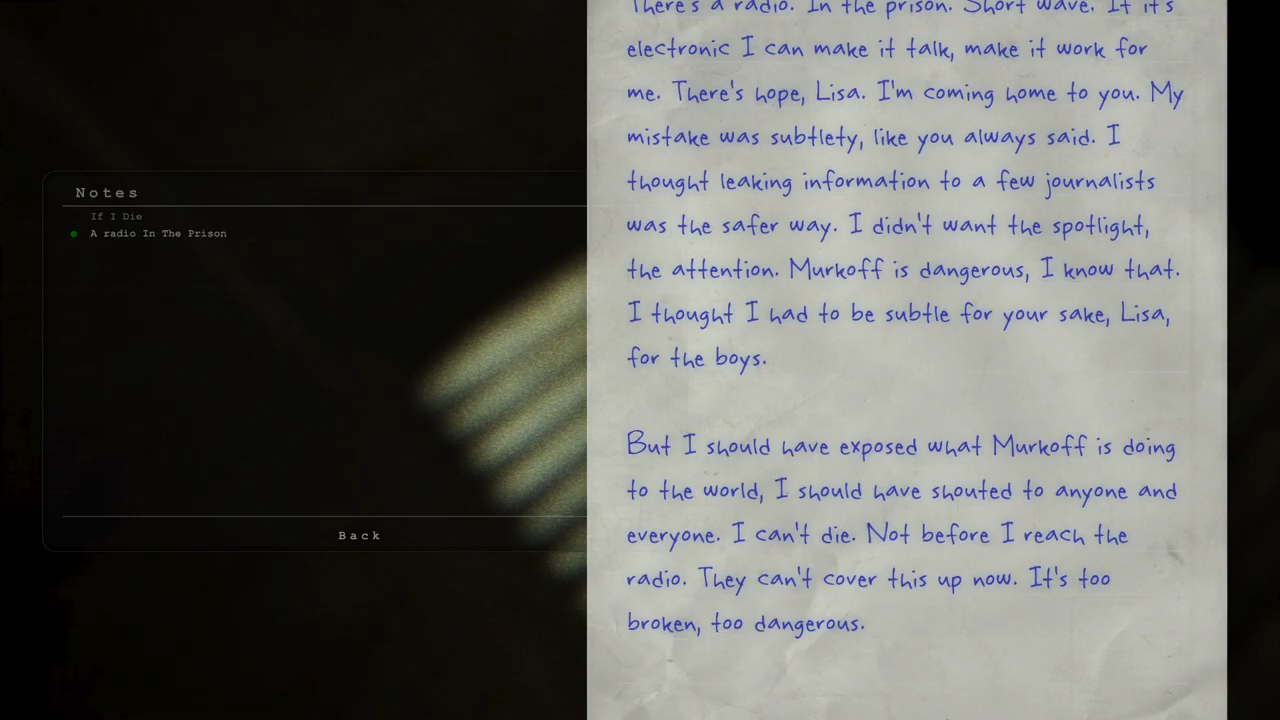 Notes
If I Die
A radio In The Prison
Back
There's a radio. In the prison. Short wave. If it's
electronic I can make it talk, make it work for
me. There's hope, Lisa. I'm coming home to you. My
mistake was subtlety, like you always said. I
thought leaking information to a few journalists
was the safer way. I didn't want the spotlight,
the attention. Murkoff is dangerous, I know that.
I thought I had to be subtle for your sake, Lisa,
for the boys.
But I should have exposed what Murkoff is doing
to the world, I should have shouted to anyone and
everyone. I can't die. Not before I reach the
radio. They can't cover this up now. It's too
broken, too dangerous.